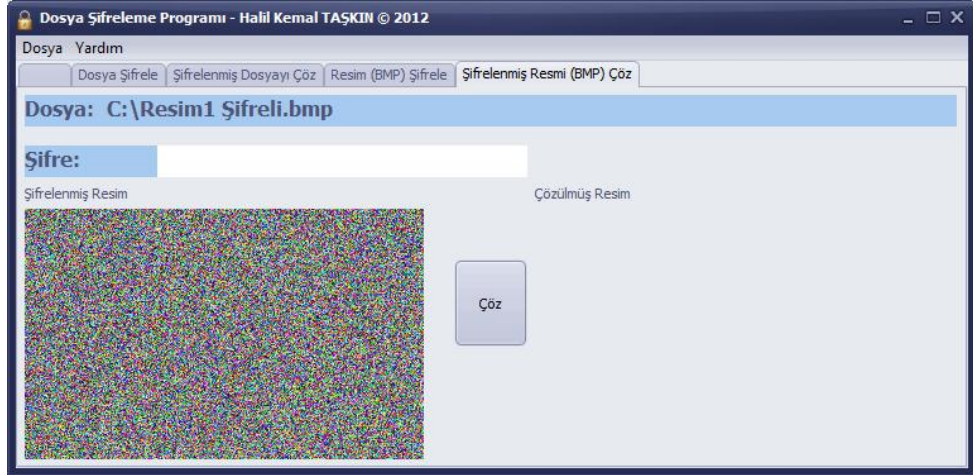 Dosya Şifreleme Programı - Halil Kemal TAŞKIN © 2012
Dosya Yardım
Dosya Şifrele Şifrelenmiş Dosyayı Çöz Resim (BMP) Şifrele Şifrelenmiş Resmi (BMP) Çöz
Dosya: C:\Resim1 Şifreli.bmp
Şifre:
Şifrelenmiş Resim Çözülmüş Resim
Çöz